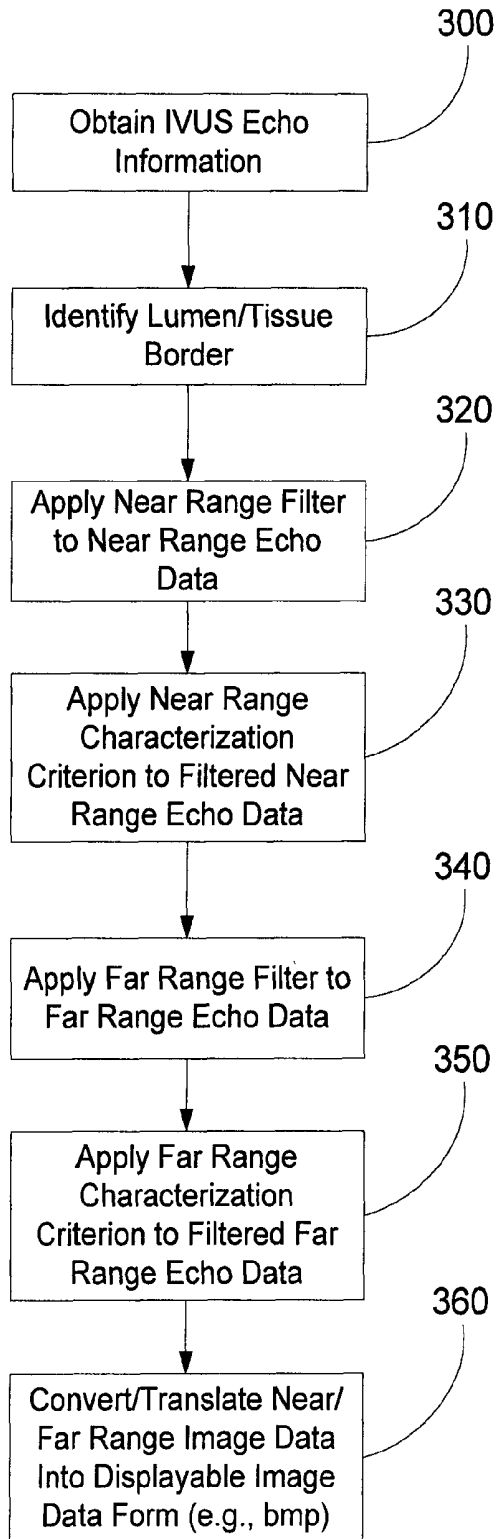 300
Obtain IVUS Echo
Information
310
Identify Lumen/Tissue
Border
320
Apply Near Range Filter
to Near Range Echo
Data
330
Apply Near Range
Characterization
Criterion to Filtered Near
Range Echo Data
340
Apply Far Range Filter to
Far Range Echo Data
350
Apply Far Range
Characterization
Criterion to Filtered Far
Range Echo Data
360
Convert/Translate Near/
Far Range Image Data
Into Displayable Image
Data Form (e.g., bmp)